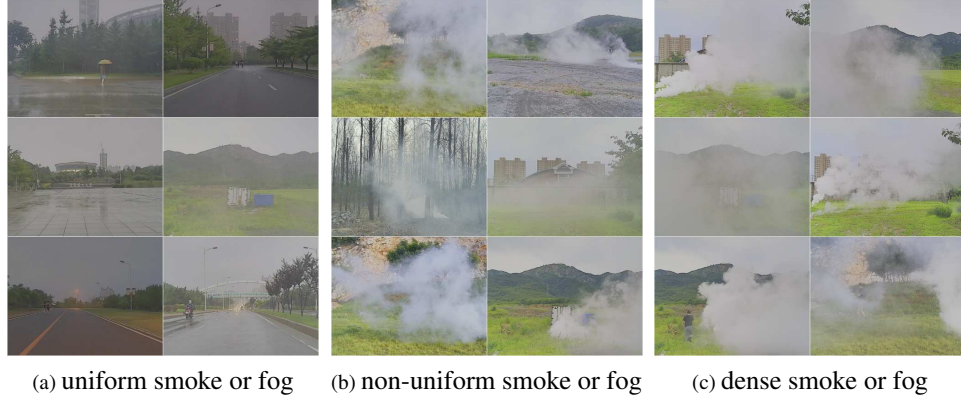 (a) uniform smoke or fog
(b) non-uniform smoke or fog
(c) dense smoke or fog